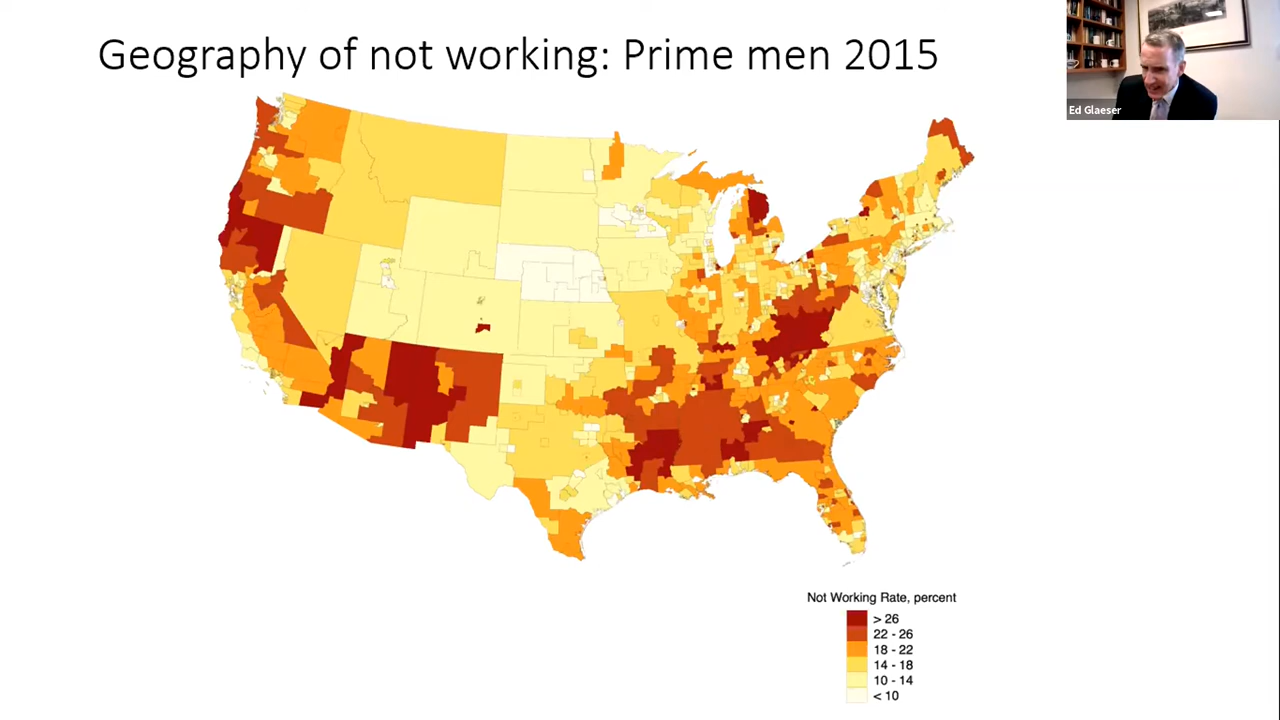 Geography of not working: Prime men 2015
Ed Glaeser
Not Working Rate, percent
> 26
22 - 26
18 - 22
14 - 18
10 - 14
< 10